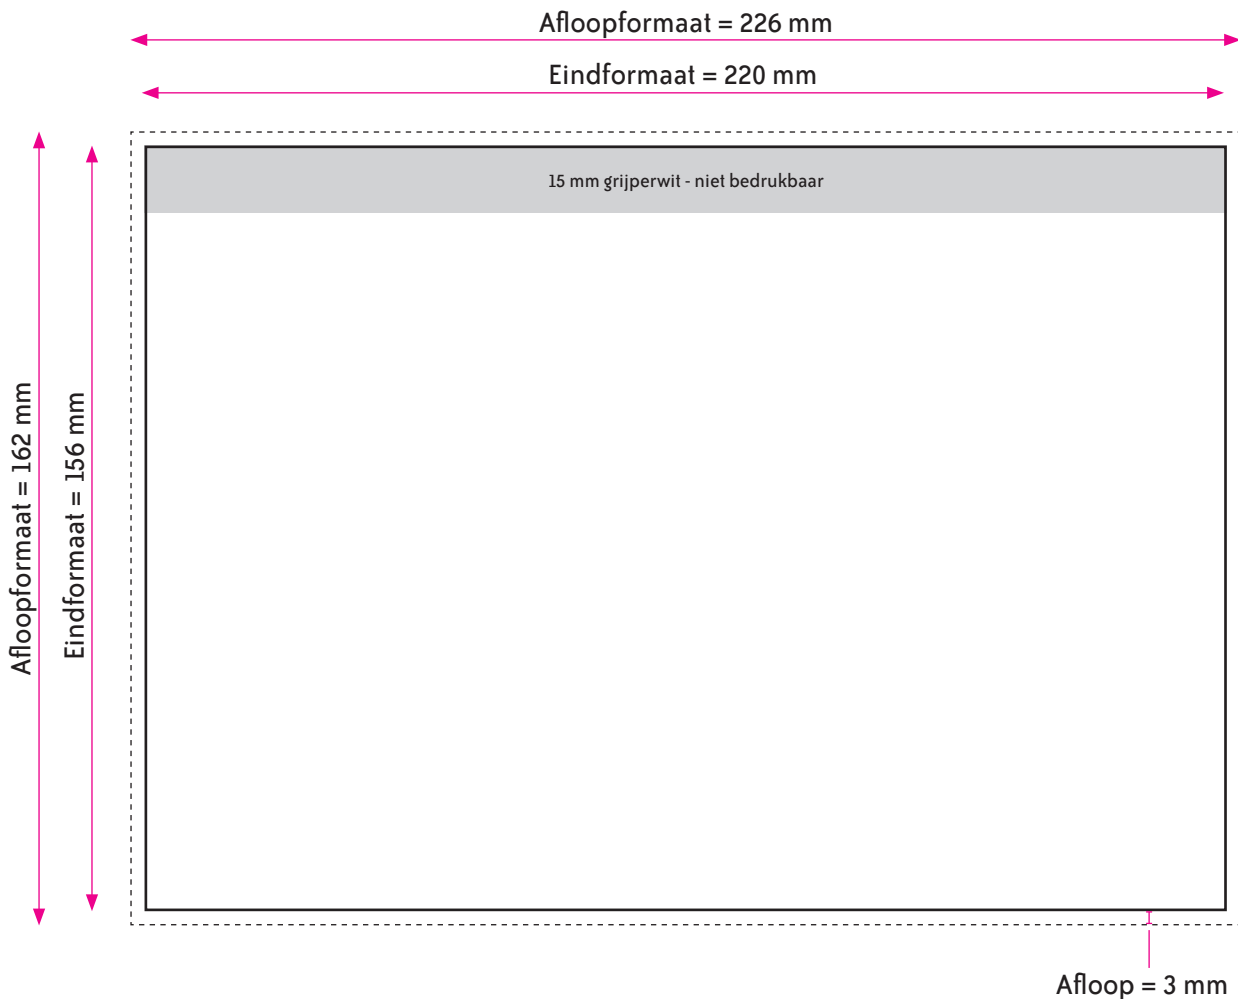 Afloopformaat = 226 mm
Eindformaat = 220 mm
15 mm grijperwit - niet bedrukbaar
Afloopformaat = 162 mm
Eindformaat = 156 mm
Afloop = 3 mm